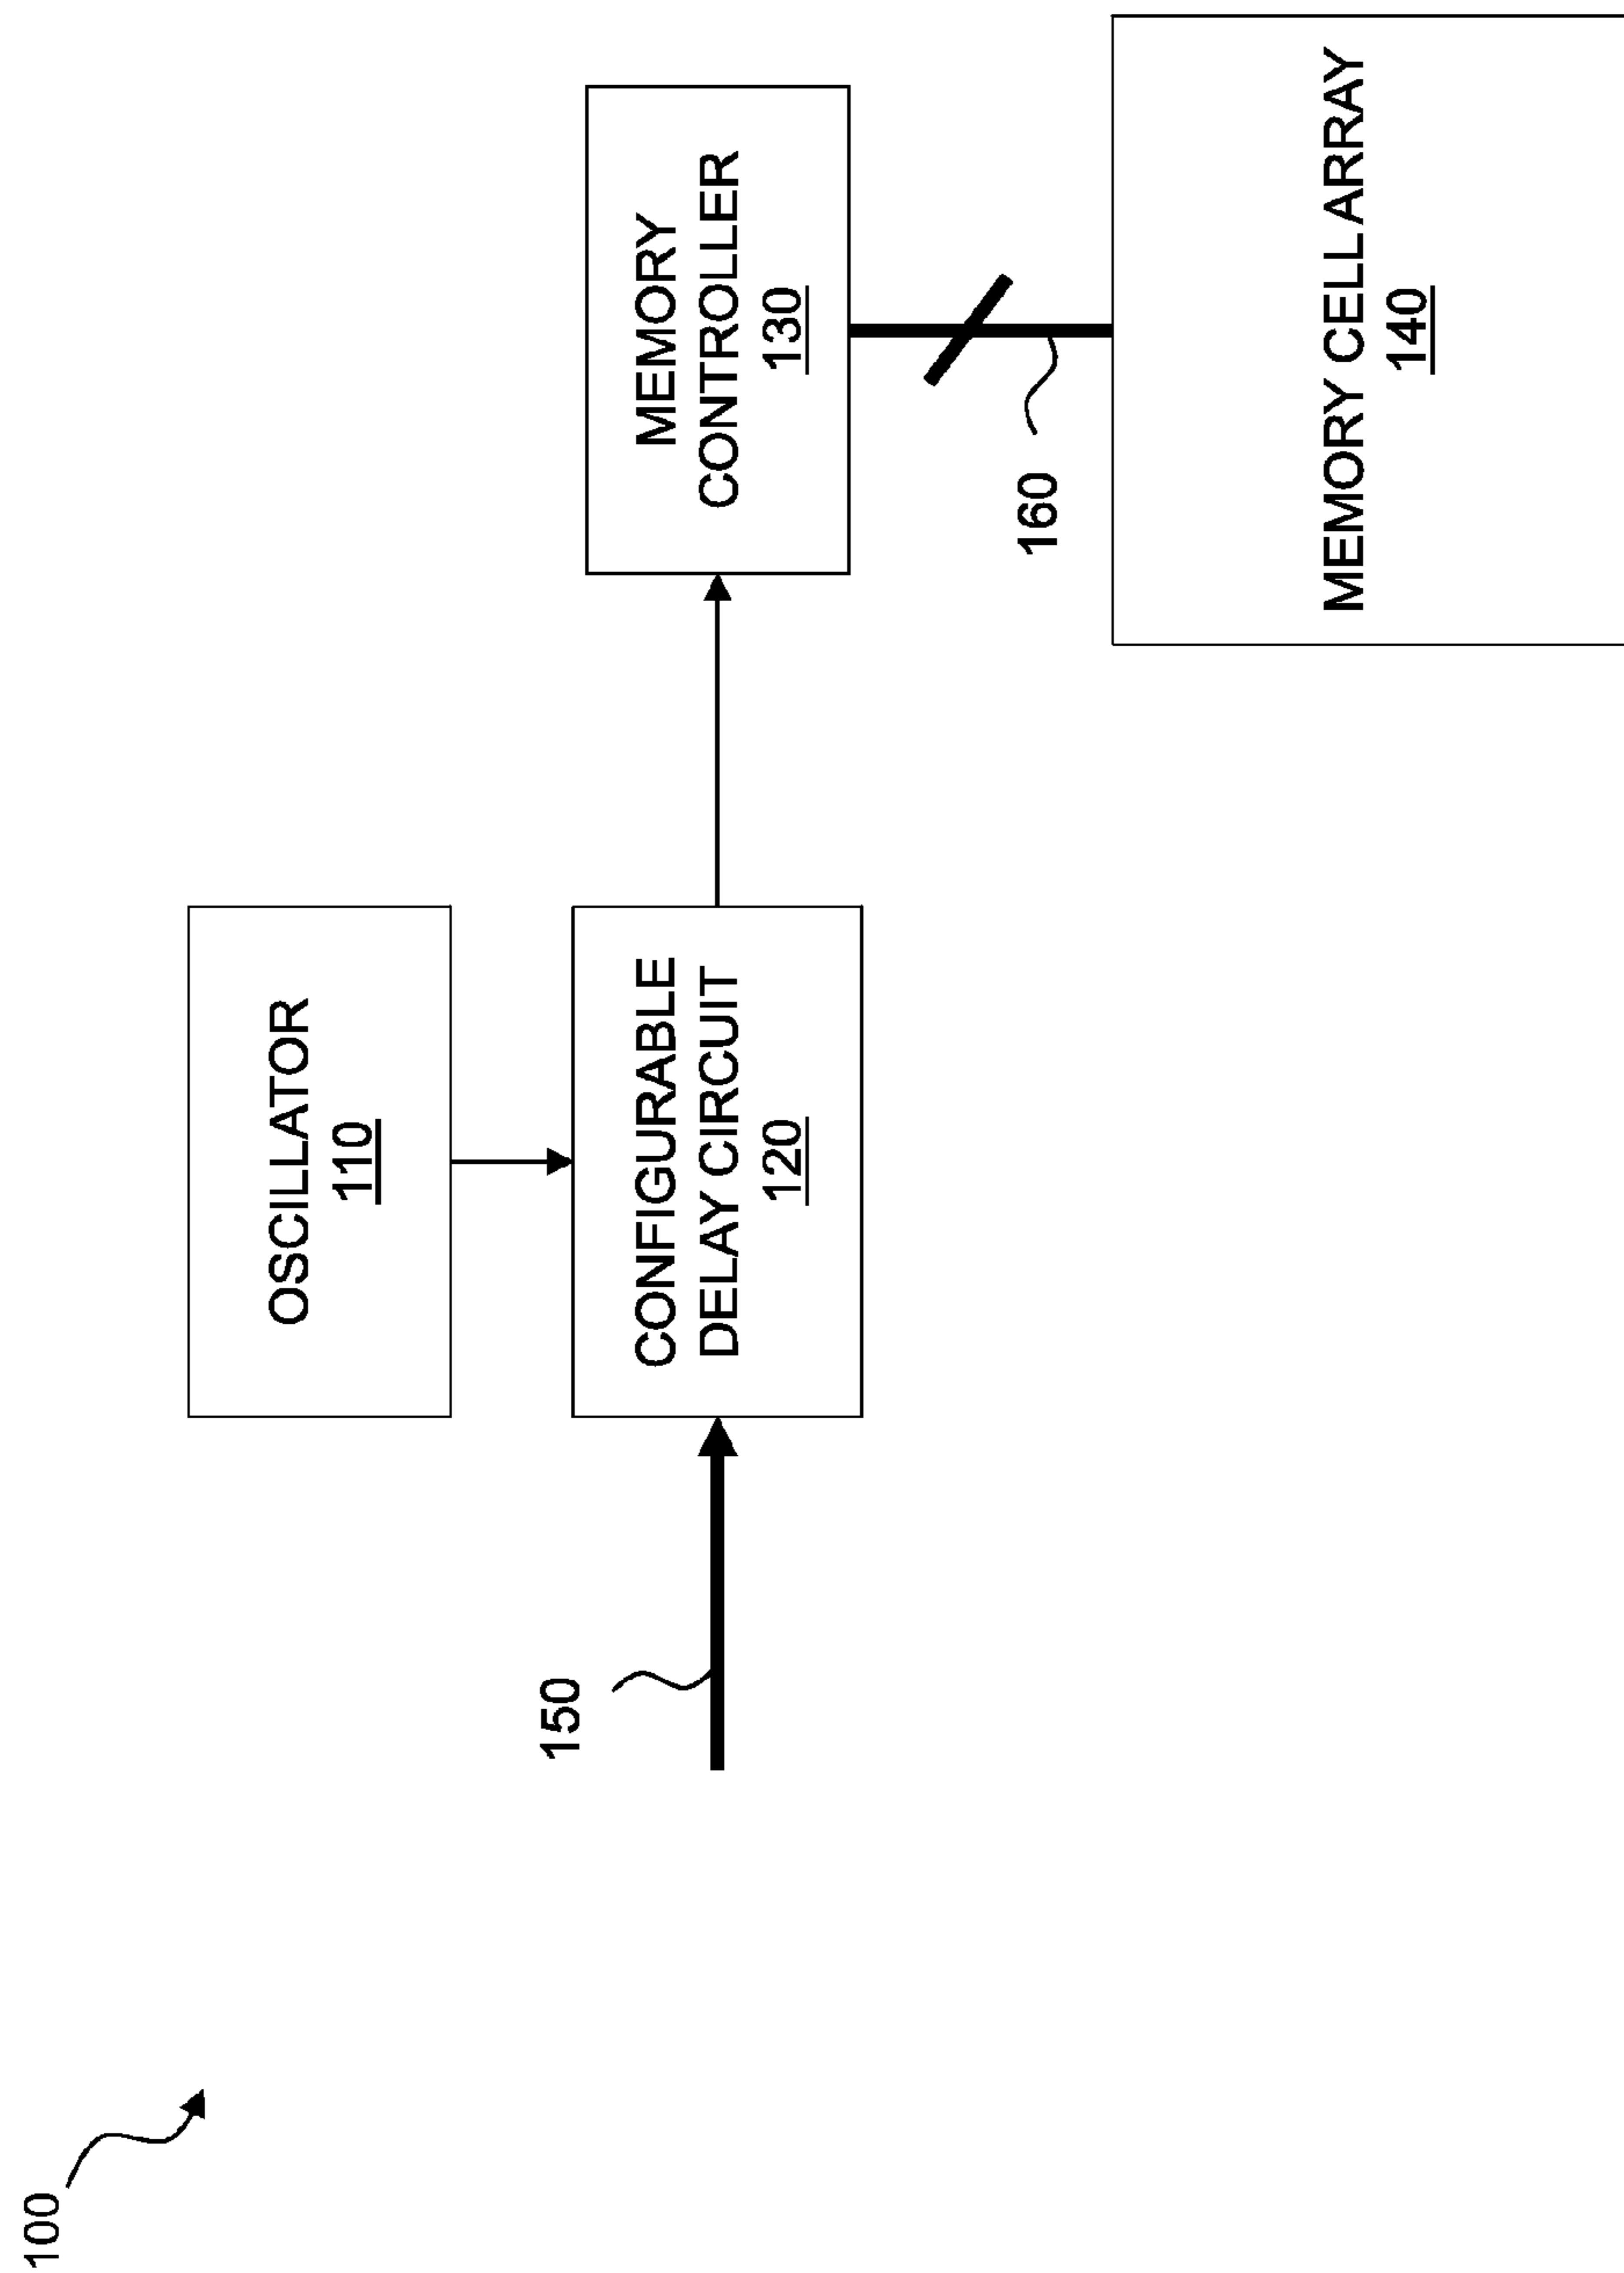 100
OSCILLATOR
110
150
CONFIGURABLE
DELAY CIRCUIT
120
MEMORY
CONTROLLER
130
160
MEMORY CELL ARRAY
140